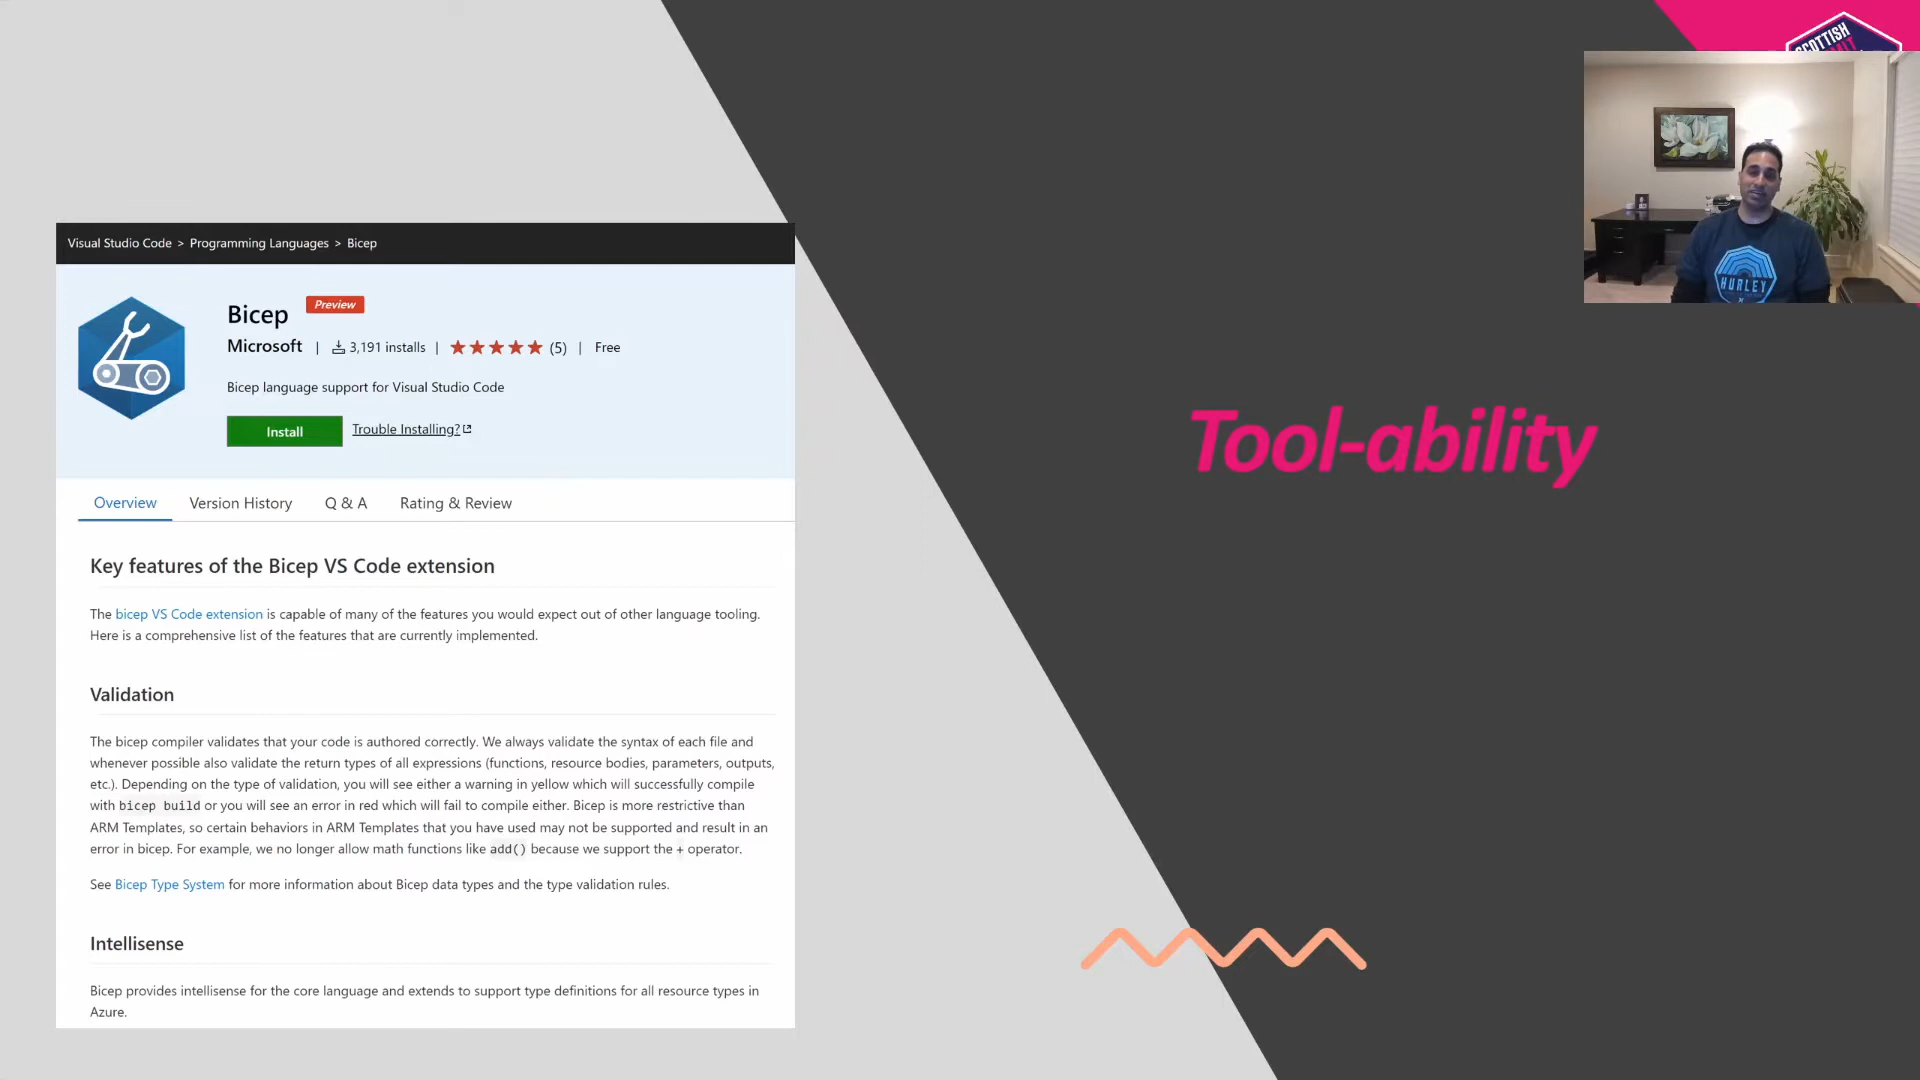 SCOTTISH
HURLEY
Visual Studio Code > Programming Languages > Bicep
Bicep Preview
Microsoft | 3,191 installs | (5) | Free
Bicep language support for Visual Studio Code
Install Trouble Installing?
Overview Version History Q & A Rating & Review
Key features of the Bicep VS Code extension
The bicep VS Code extension is capable of many of the features you would expect out of other language tooling.
Here is a comprehensive list of the features that are currently implemented.
Validation
The bicep compiler validates that your code is authored correctly. We always validate the syntax of each file and
whenever possible also validate the return types of all expressions (functions, resource bodies, parameters, outputs,
etc.). Depending on the type of validation, you will see either a warning in yellow which will successfully compile
with bicep build or you will see an error in red which will fail to compile either. Bicep is more restrictive than
ARM Templates, so certain behaviors in ARM Templates that you have used may not be supported and result in an
error in bicep. For example, we no longer allow math functions like add() because we support the + operator.
See Bicep Type System for more information about Bicep data types and the type validation rules.
Intellisense
Bicep provides intellisense for the core language and extends to support type definitions for all resource types in
Azure.
Tool-ability